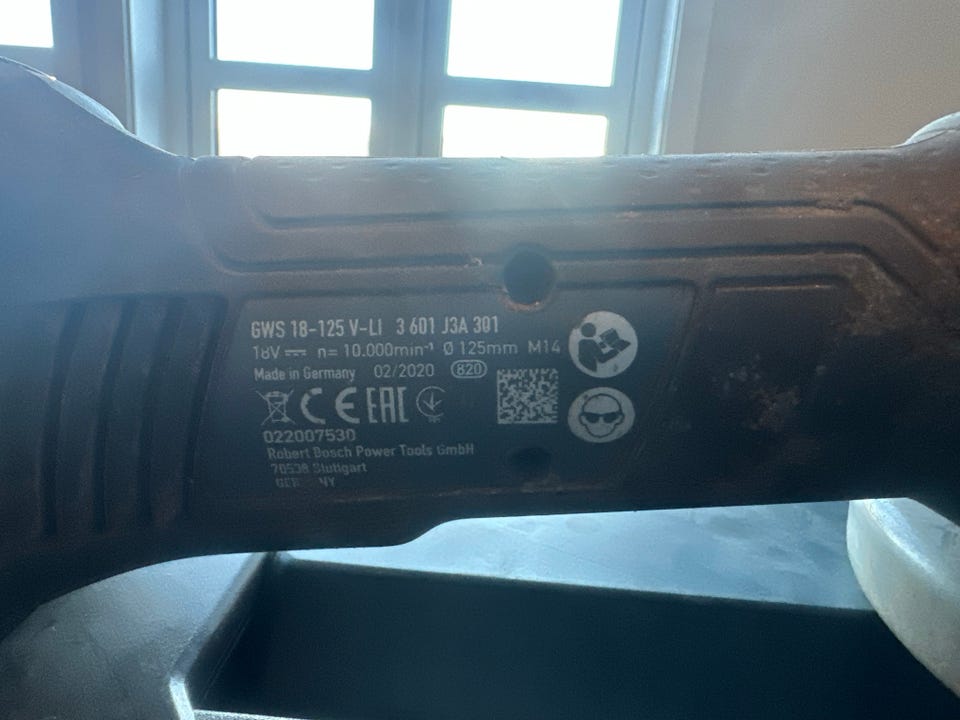 GWS 18-125 V-LI 3 601 J3A 301
18V n= 10.000min⁻¹ Ø 125mm M14
Made in Germany 02/2020 820
CE EAC
022007530
Robert Bosch Power Tools GmbH
70538 Stuttgart